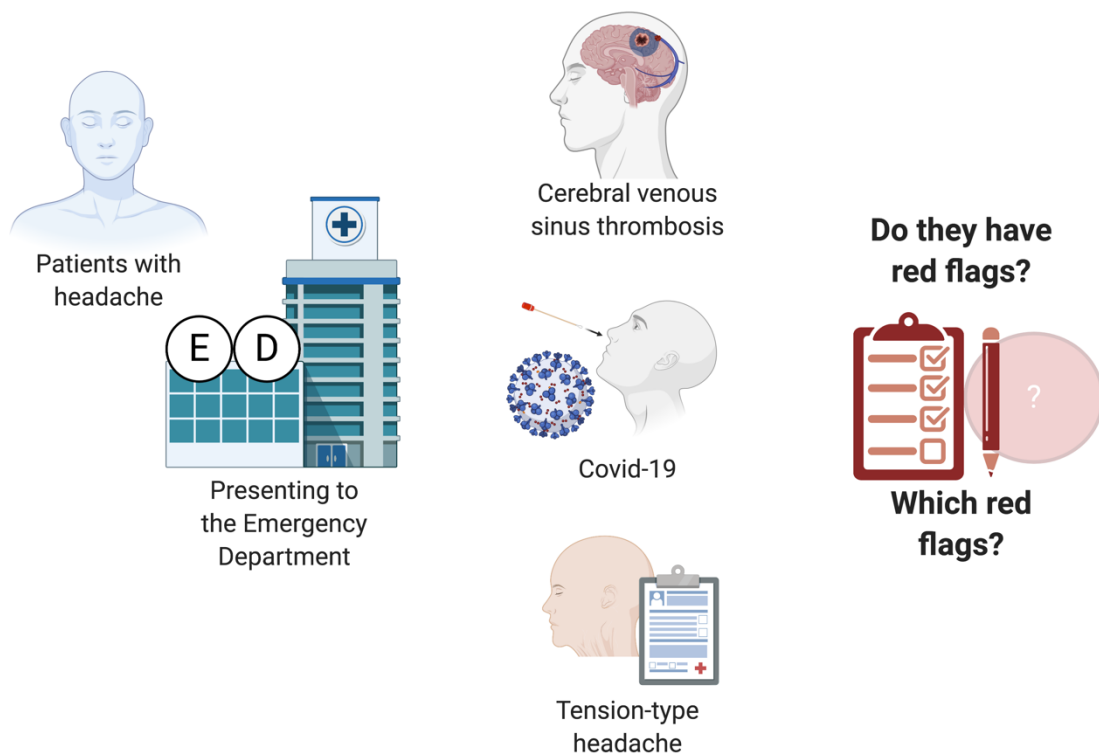 Patients with
headache
E D
Presenting to
the Emergency
Department
Cerebral venous
sinus thrombosis
Covid-19
Tension-type
headache
Do they have
red flags?
?
Which red
flags?